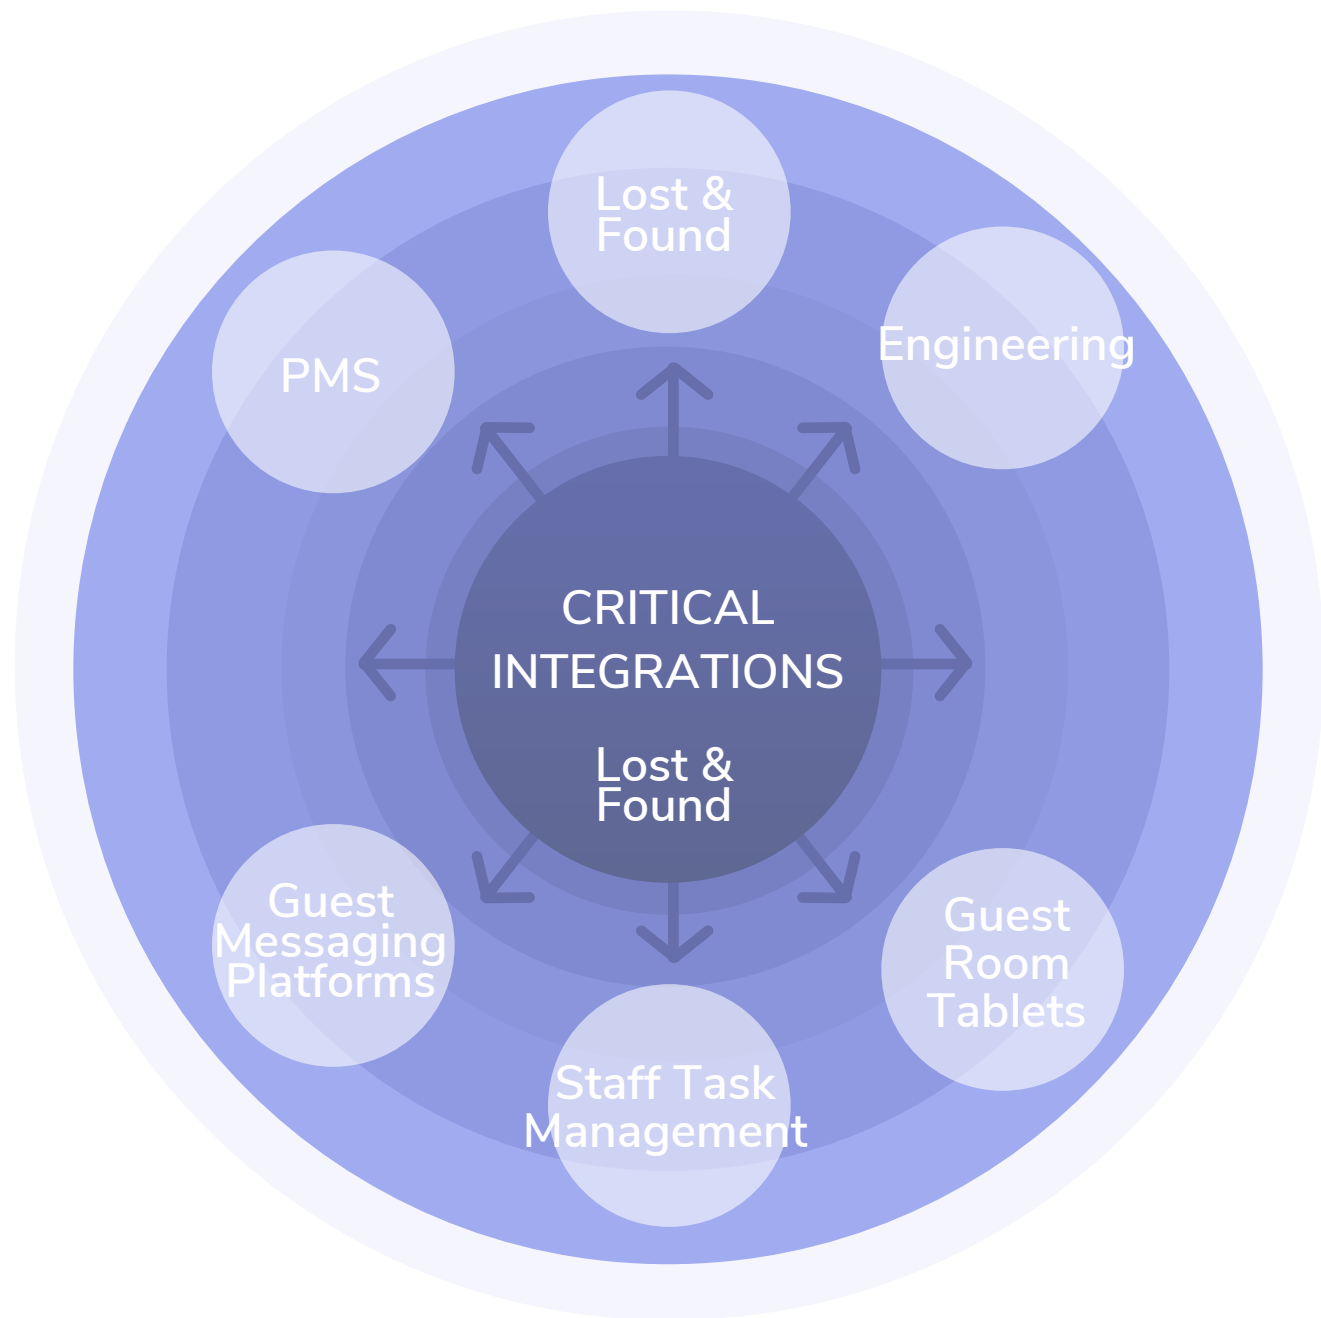 Lost &
Found
Engineering
PMS
CRITICAL
INTEGRATIONS
Lost &
Found
Guest
Messaging
Platforms
Guest
Room
Tablets
Staff Task
Management